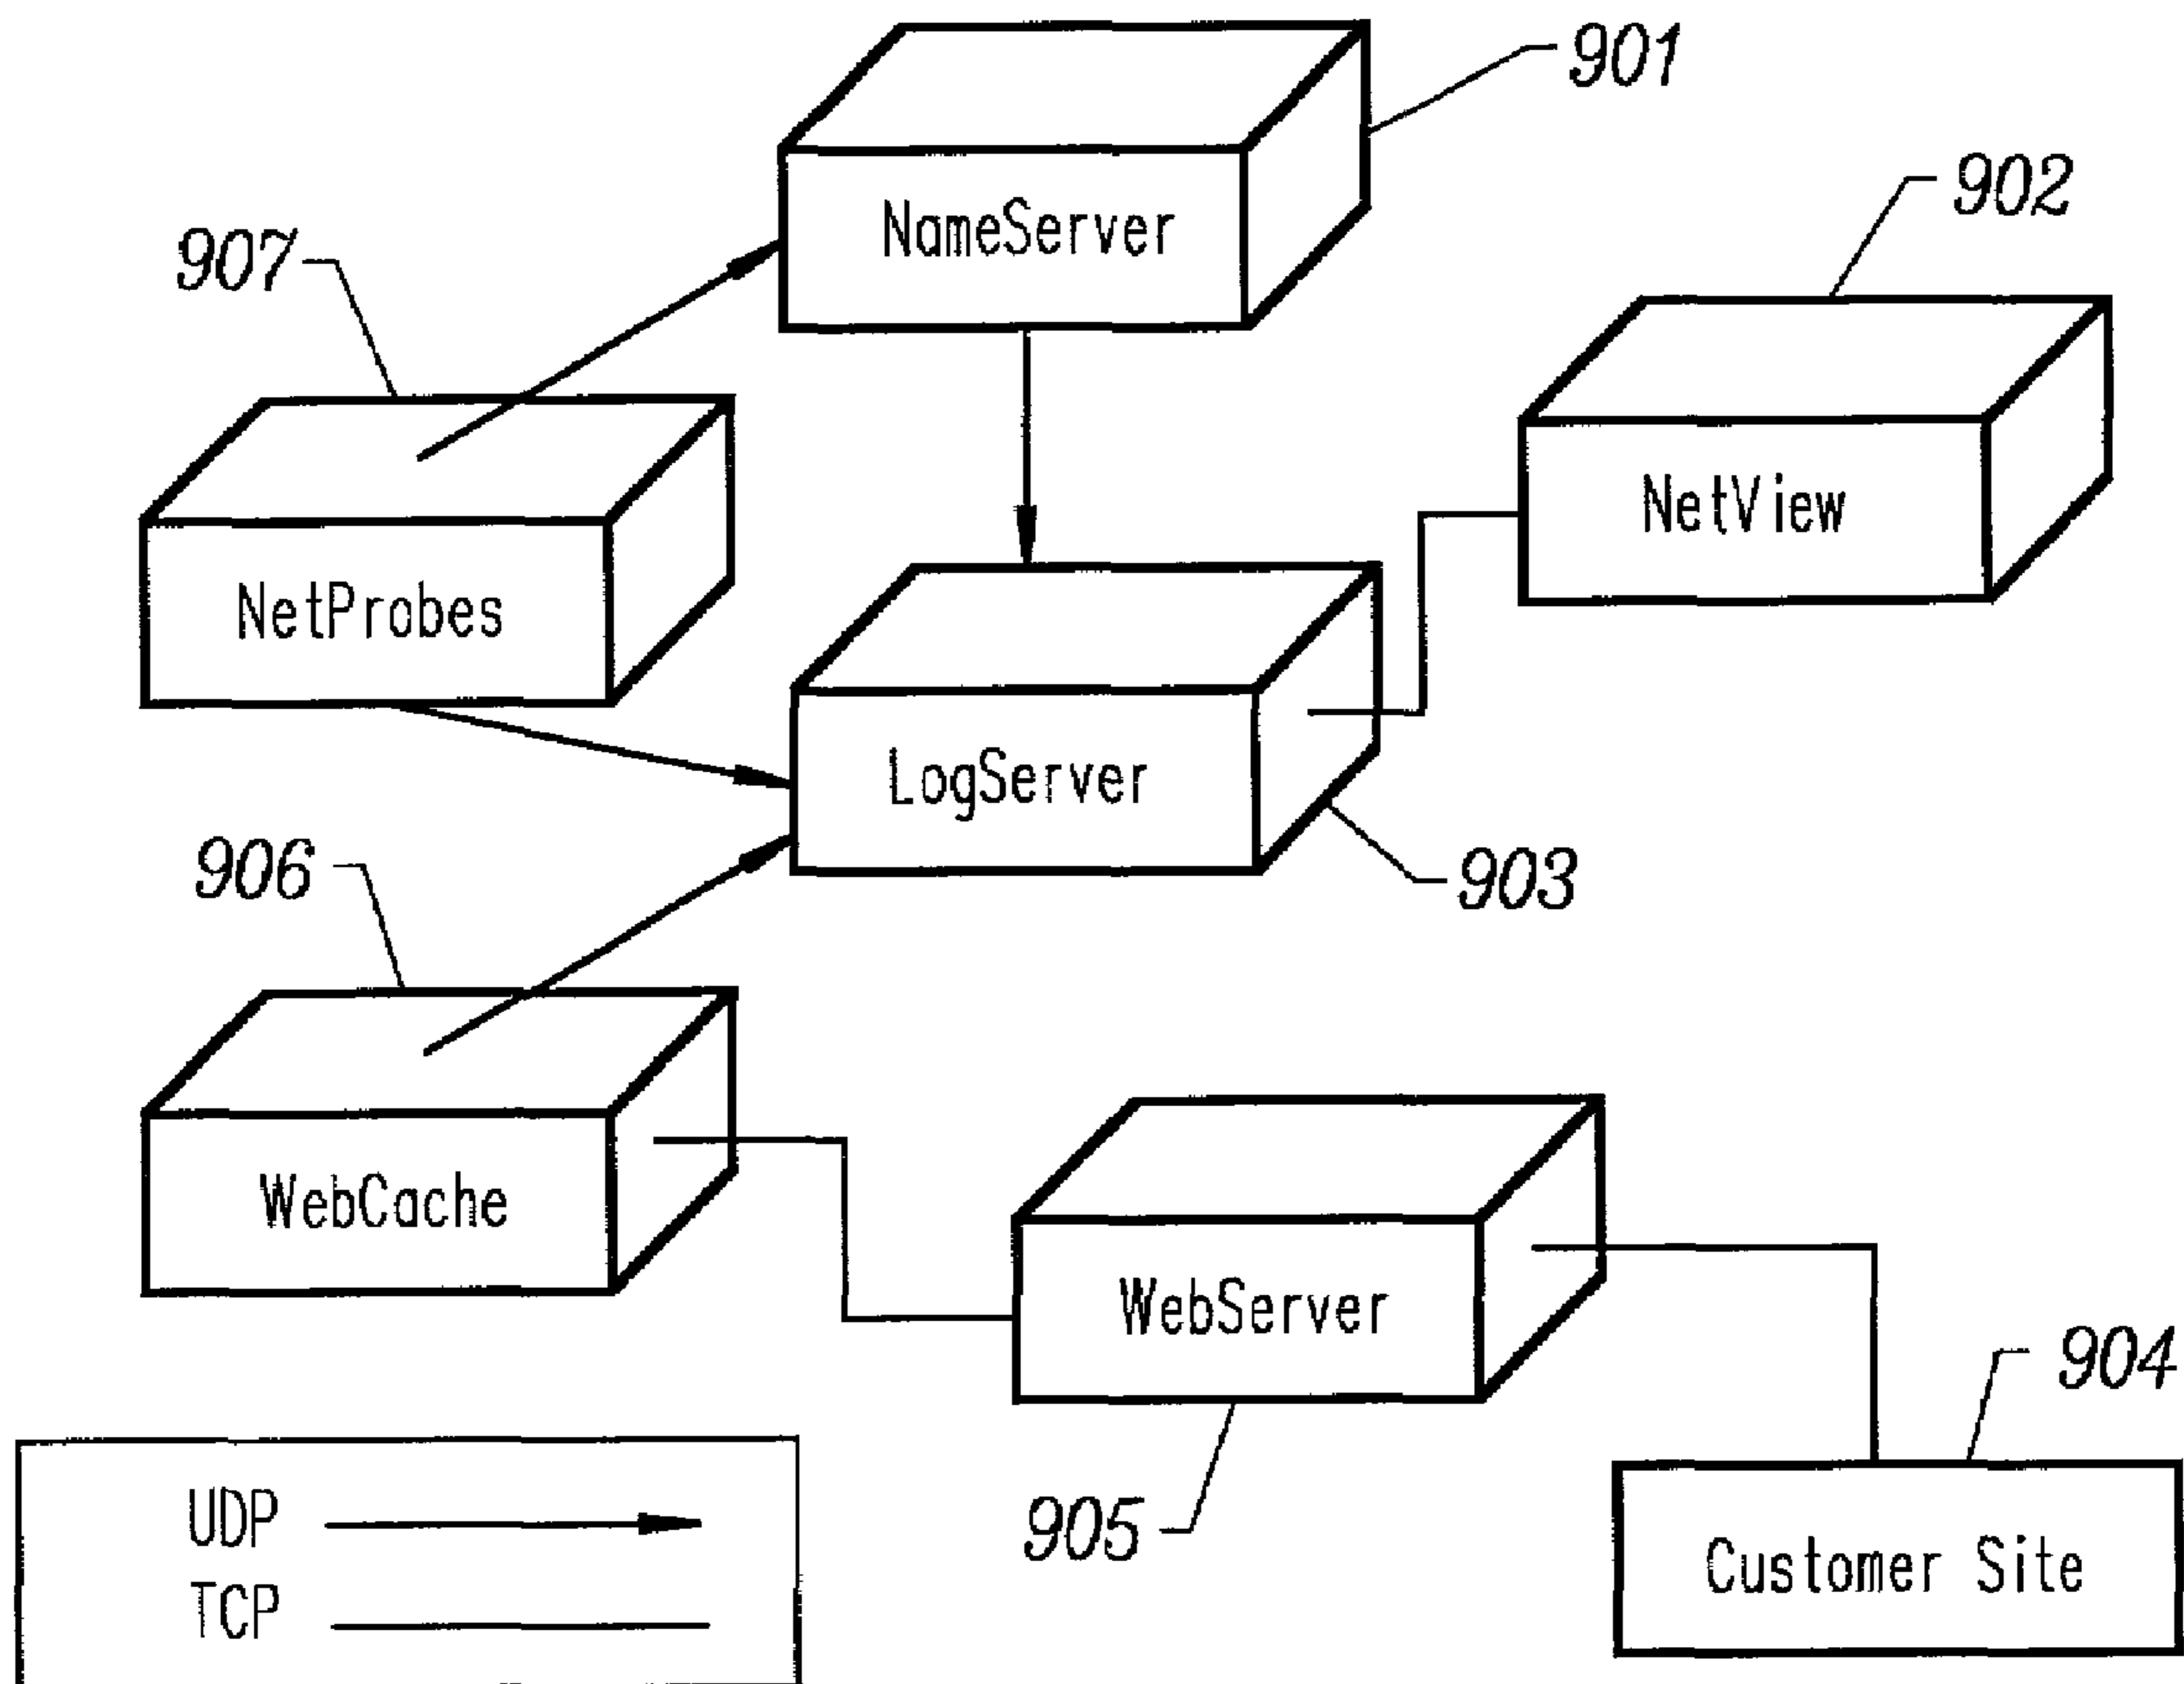 901
NameServer
902
907
NetView
NetProbes
LogServer
906
903
WebCache
WebServer
904
905
Customer Site
UDP
TCP